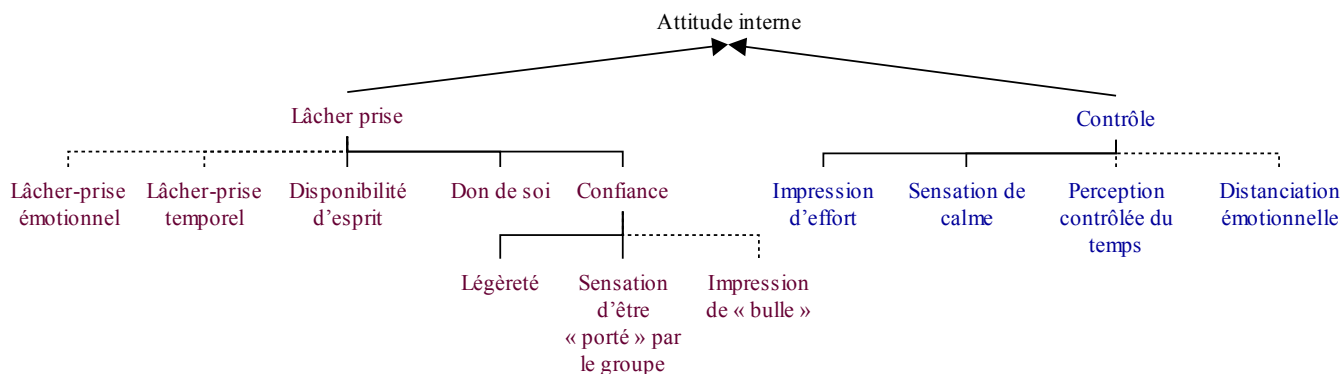 Attitude interne
Lâcher prise
Contrôle
Lâcher-prise
émotionnel
Lâcher-prise
temporel
Disponibilité
d’esprit
Don de soi
Confiance
Impression
d’effort
Sensation de
calme
Perception
contrôlée du
temps
Distanciation
émotionnelle
Légèreté
Sensation
d’être
« porté » par
le groupe
Impression
de « bulle »